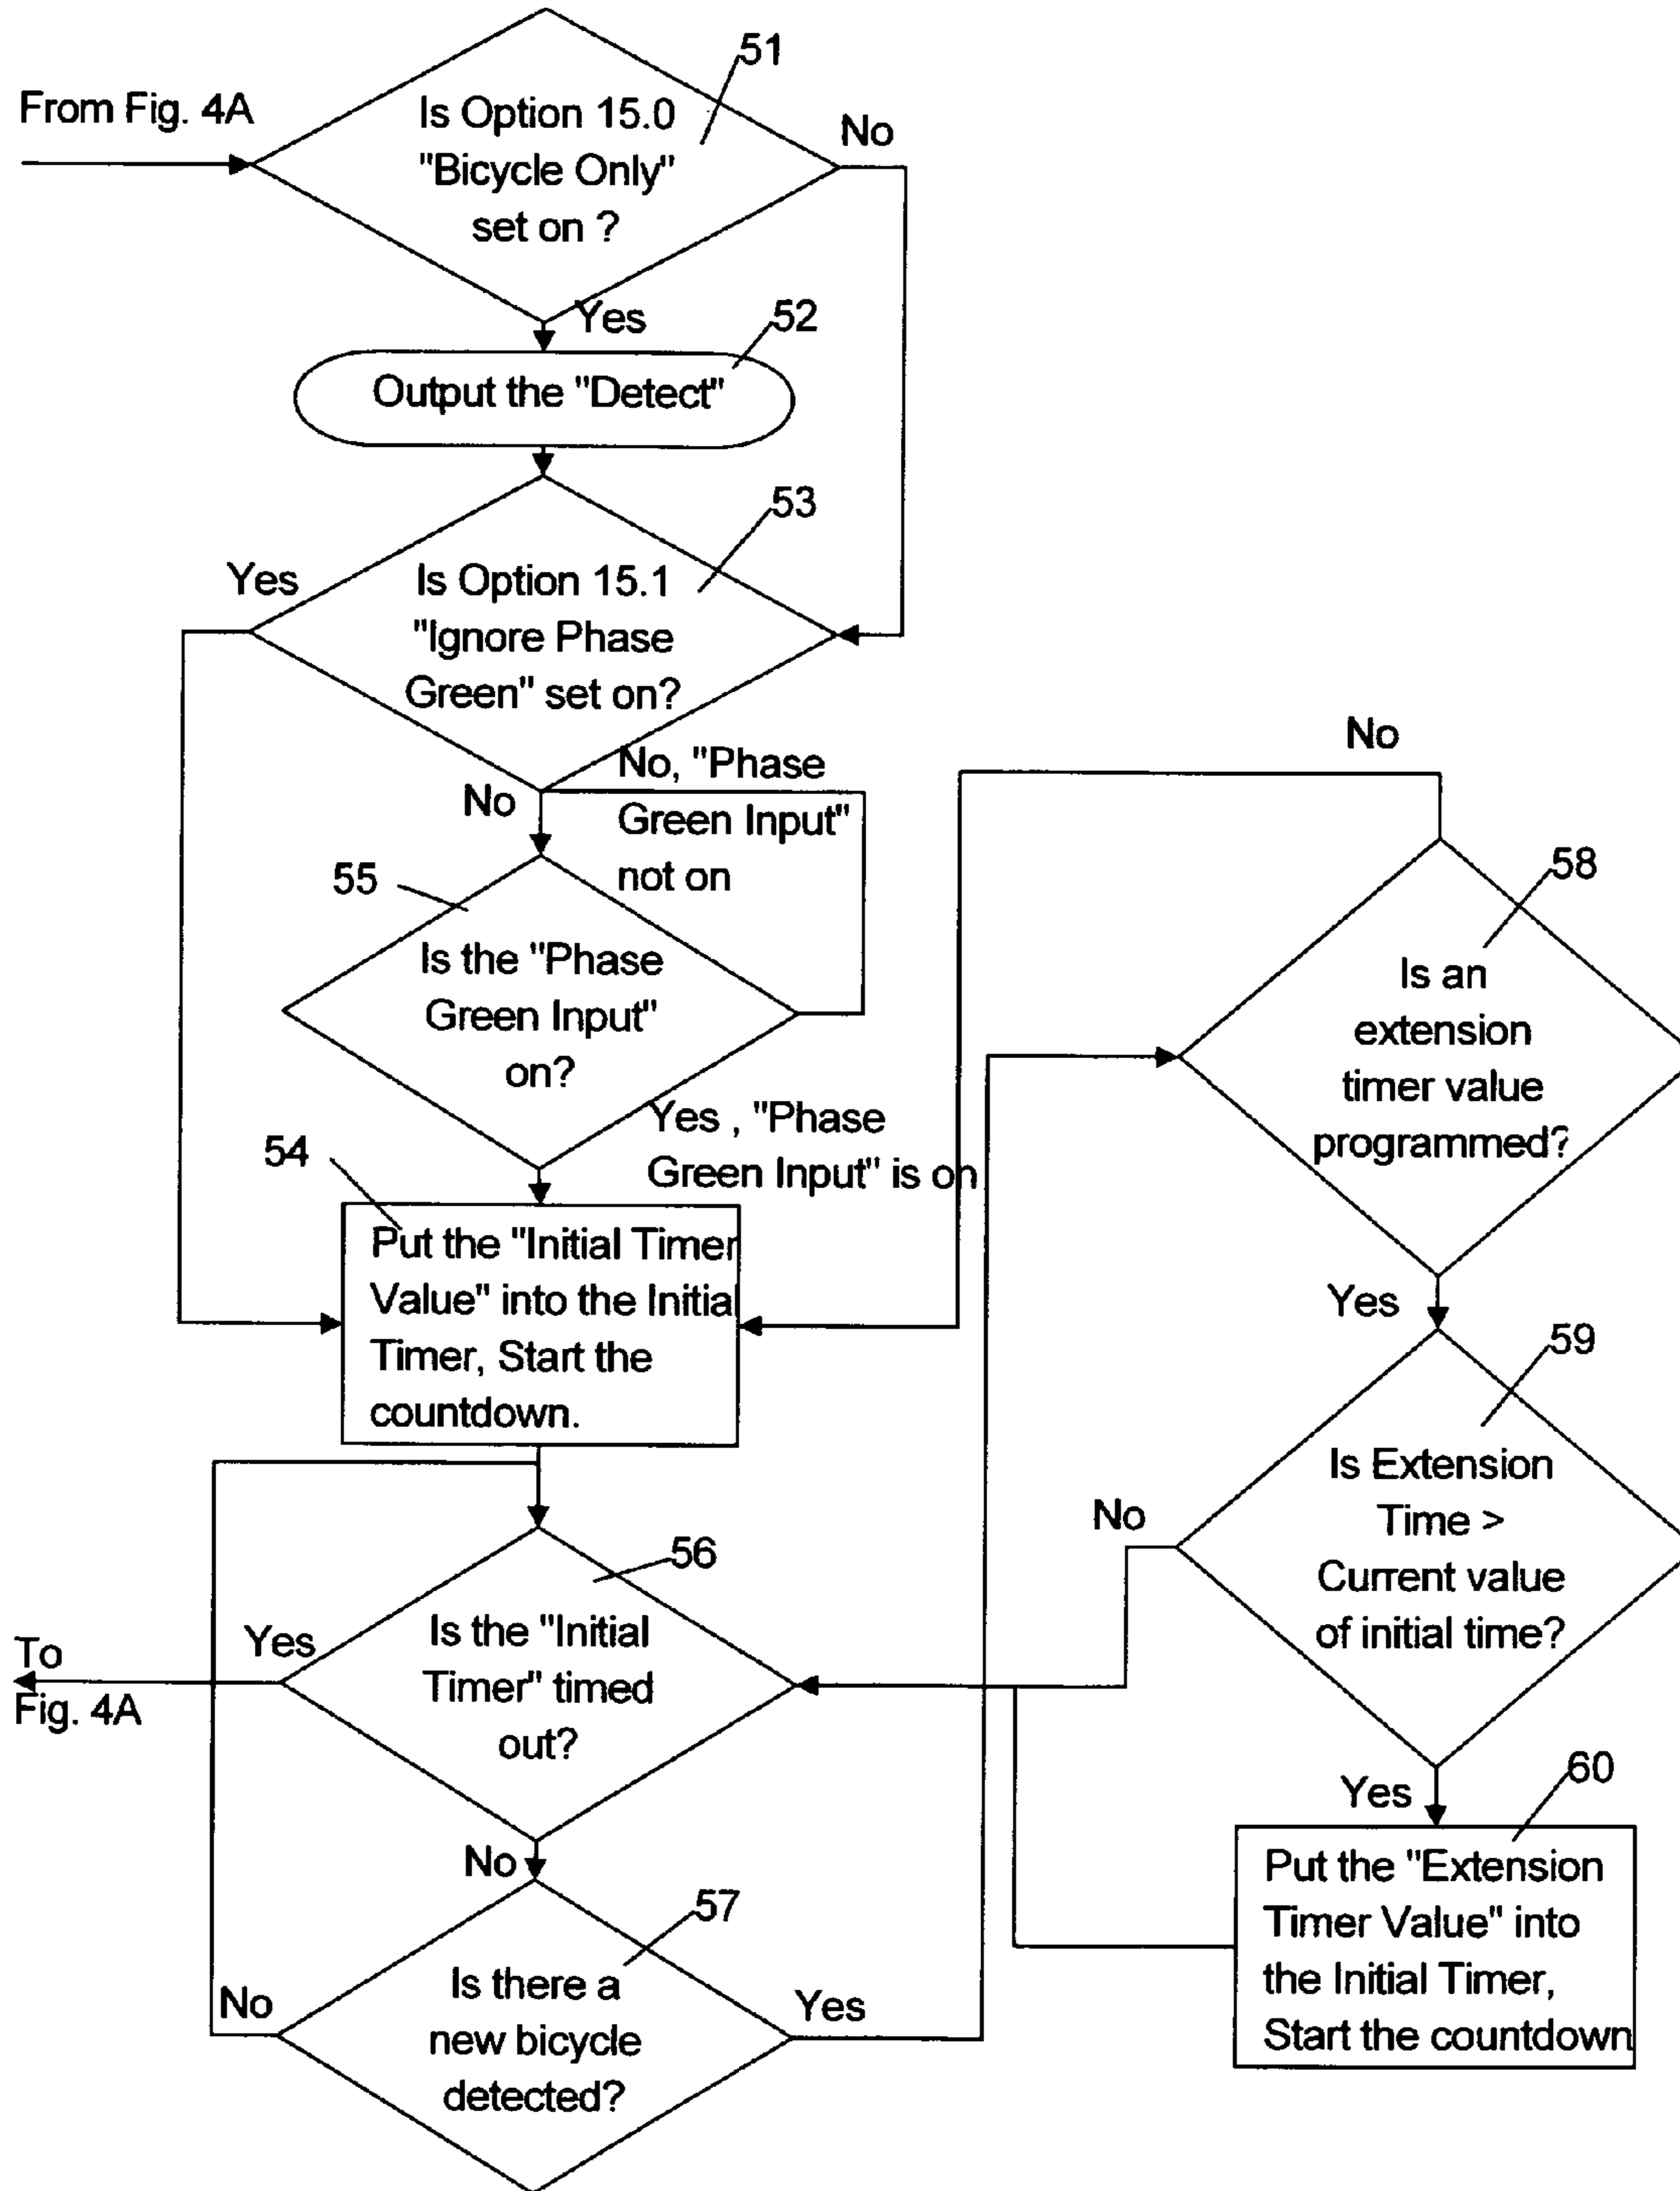 51
From Fig. 4A
Is Option 15.0
"Bicycle Only"
set on ?
No
Yes
52
Output the "Detect"
53
Yes
Is Option 15.1
"Ignore Phase
Green" set on?
No
No, "Phase
Green Input"
not on
55
Is the "Phase
Green Input"
on?
Yes , "Phase
Green Input" is on
54
Put the "Initial Timer
Value" into the Initial
Timer, Start the
countdown.
56
Is the "Initial
Timer" timed
out?
Yes
To
Fig. 4A
No
57
Is there a
new bicycle
detected?
No
Yes
No
58
Is an
extension
timer value
programmed?
Yes
59
Is Extension
Time >
Current value
of initial time?
No
Yes
60
Put the "Extension
Timer Value" into
the Initial Timer,
Start the countdown